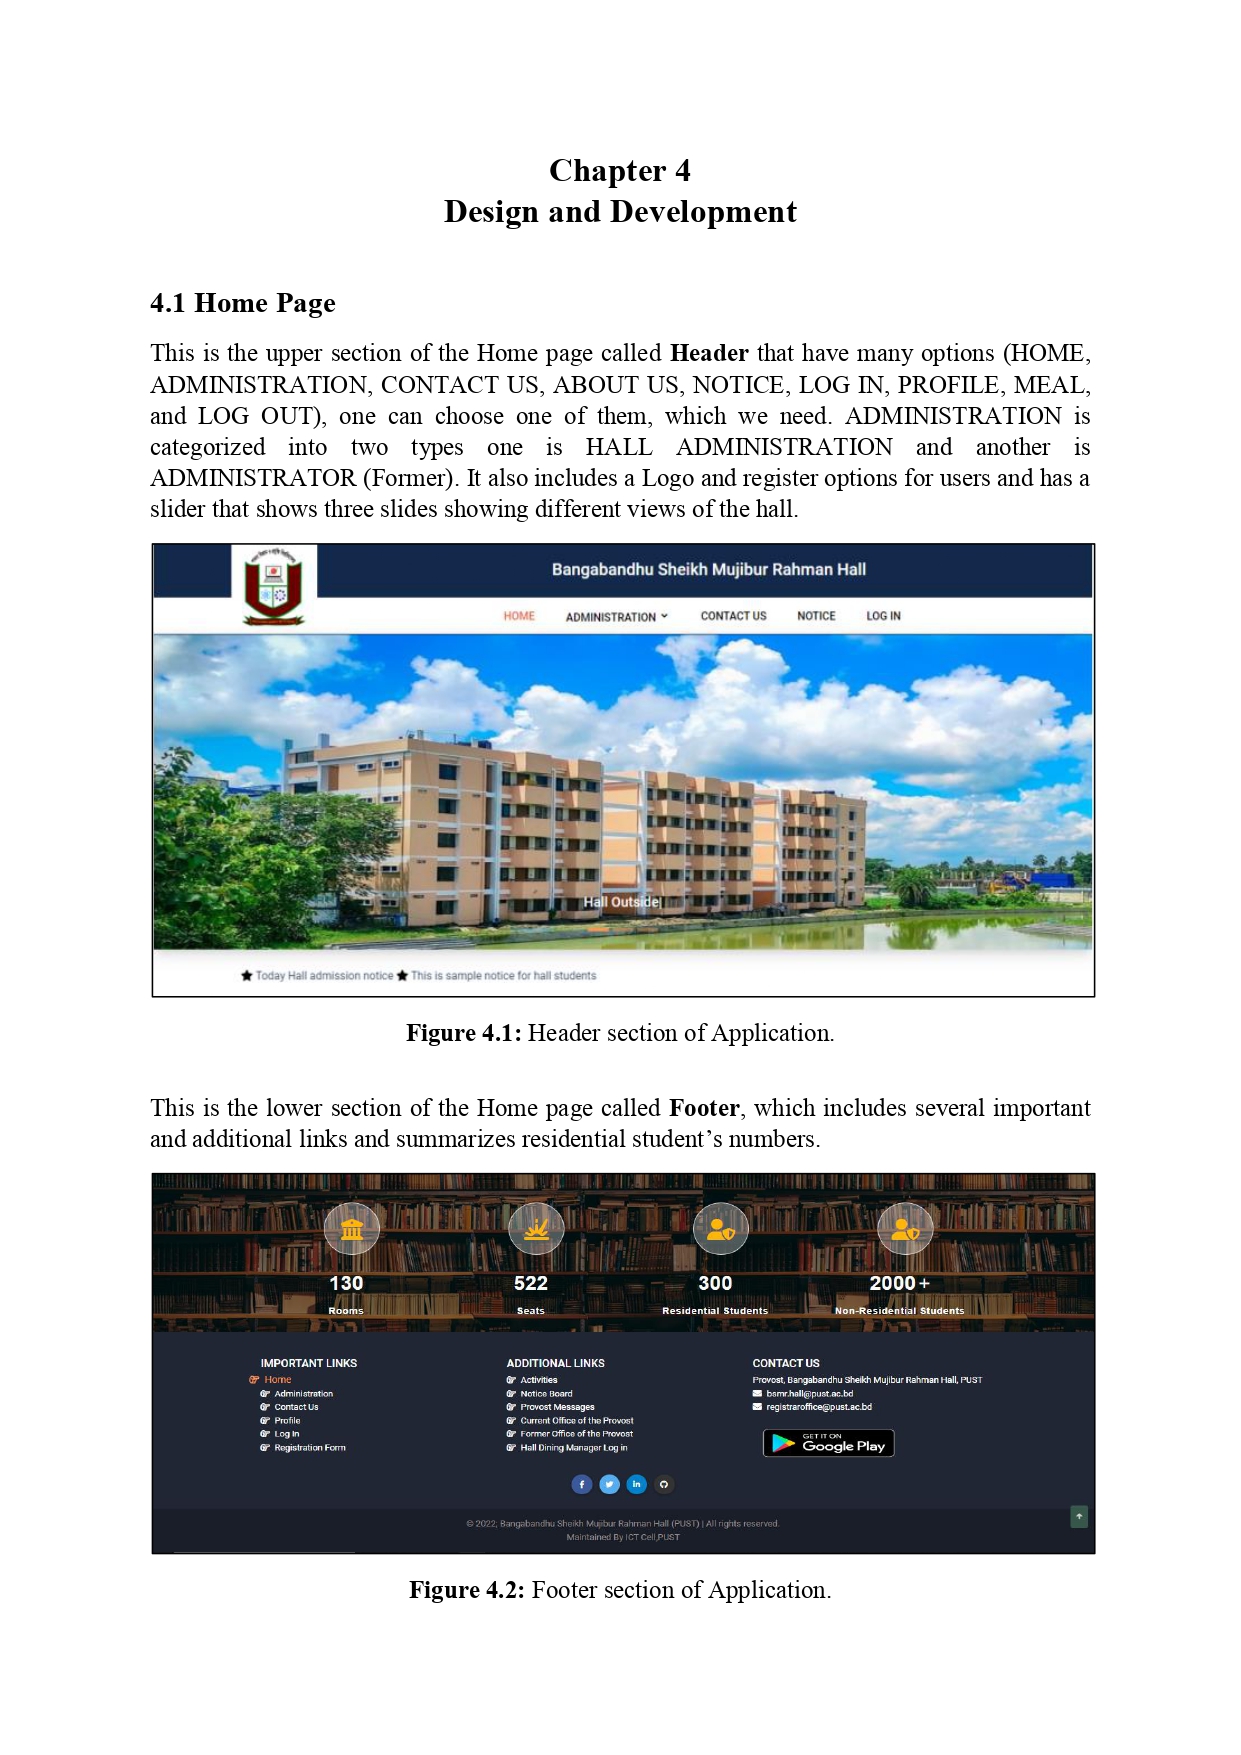 Chapter 4
Design and Development
4.1 Home Page
This is the upper section of the Home page called Header that have many options (HOME,
ADMINISTRATION, CONTACT US, ABOUT US, NOTICE, LOG IN, PROFILE, MEAL,
and LOG OUT), one can choose one of them, which we need. ADMINISTRATION is
categorized into two types one is HALL ADMINISTRATION and another is
ADMINISTRATOR (Former). It also includes a Logo and register options for users and has a
slider that shows three slides showing different views of the hall.
Bangabandhu Sheikh Mujibur Rahman Hall
HOME ADMINISTRATION CONTACT US NOTICE LOG IN
Hall Outside|
Today Hall admission notice This is sample notice for hall students
Figure 4.1: Header section of Application.
This is the lower section of the Home page called Footer, which includes several important
and additional links and summarizes residential student’s numbers.
130 522 300 2000+
Rooms Seats Residential Students Non-Residential Students
IMPORTANT LINKS
Home
Administration
Contact Us
Profile
Log In
Registration Form
ADDITIONAL LINKS
Activities
Notice Board
Provost Messages
Current Office of the Provost
Former Office of the Provost
Hall Dining Manager Log in
CONTACT US
Provost, Bangabandhu Sheikh Mujibur Rahman Hall, PUST
bsmr.hall@pust.ac.bd
registraroffice@pust.ac.bd
GET IT ON
Google Play
© 2022, Bangabandhu Sheikh Mujibur Rahman Hall (PUST) | All rights reserved.
Maintained By ICT Cell,PUST
Figure 4.2: Footer section of Application.